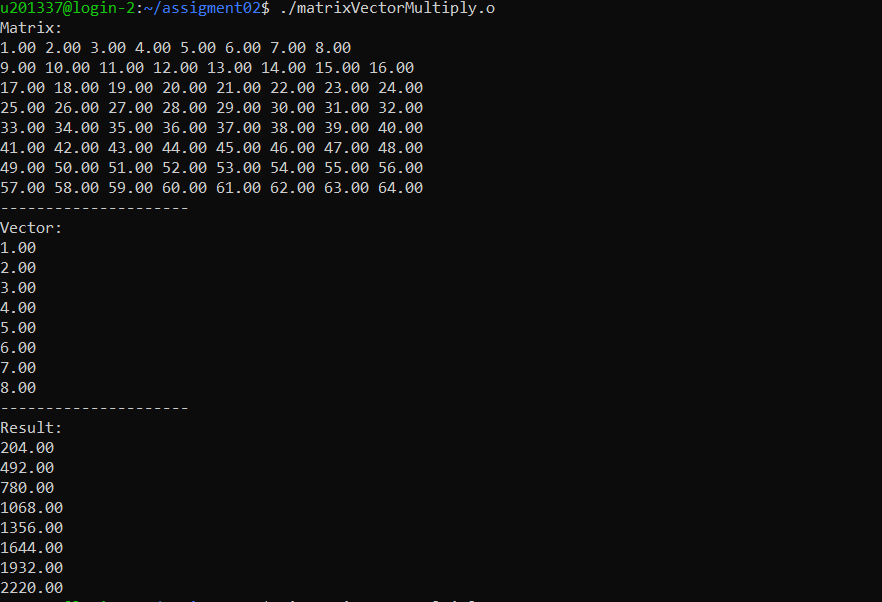 u201337@login-2:~/assigment02$ ./matrixVectorMultiply.o
Matrix:
1.00 2.00 3.00 4.00 5.00 6.00 7.00 8.00
9.00 10.00 11.00 12.00 13.00 14.00 15.00 16.00
17.00 18.00 19.00 20.00 21.00 22.00 23.00 24.00
25.00 26.00 27.00 28.00 29.00 30.00 31.00 32.00
33.00 34.00 35.00 36.00 37.00 38.00 39.00 40.00
41.00 42.00 43.00 44.00 45.00 46.00 47.00 48.00
49.00 50.00 51.00 52.00 53.00 54.00 55.00 56.00
57.00 58.00 59.00 60.00 61.00 62.00 63.00 64.00
---------------------
Vector:
1.00
2.00
3.00
4.00
5.00
6.00
7.00
8.00
---------------------
Result:
204.00
492.00
780.00
1068.00
1356.00
1644.00
1932.00
2220.00